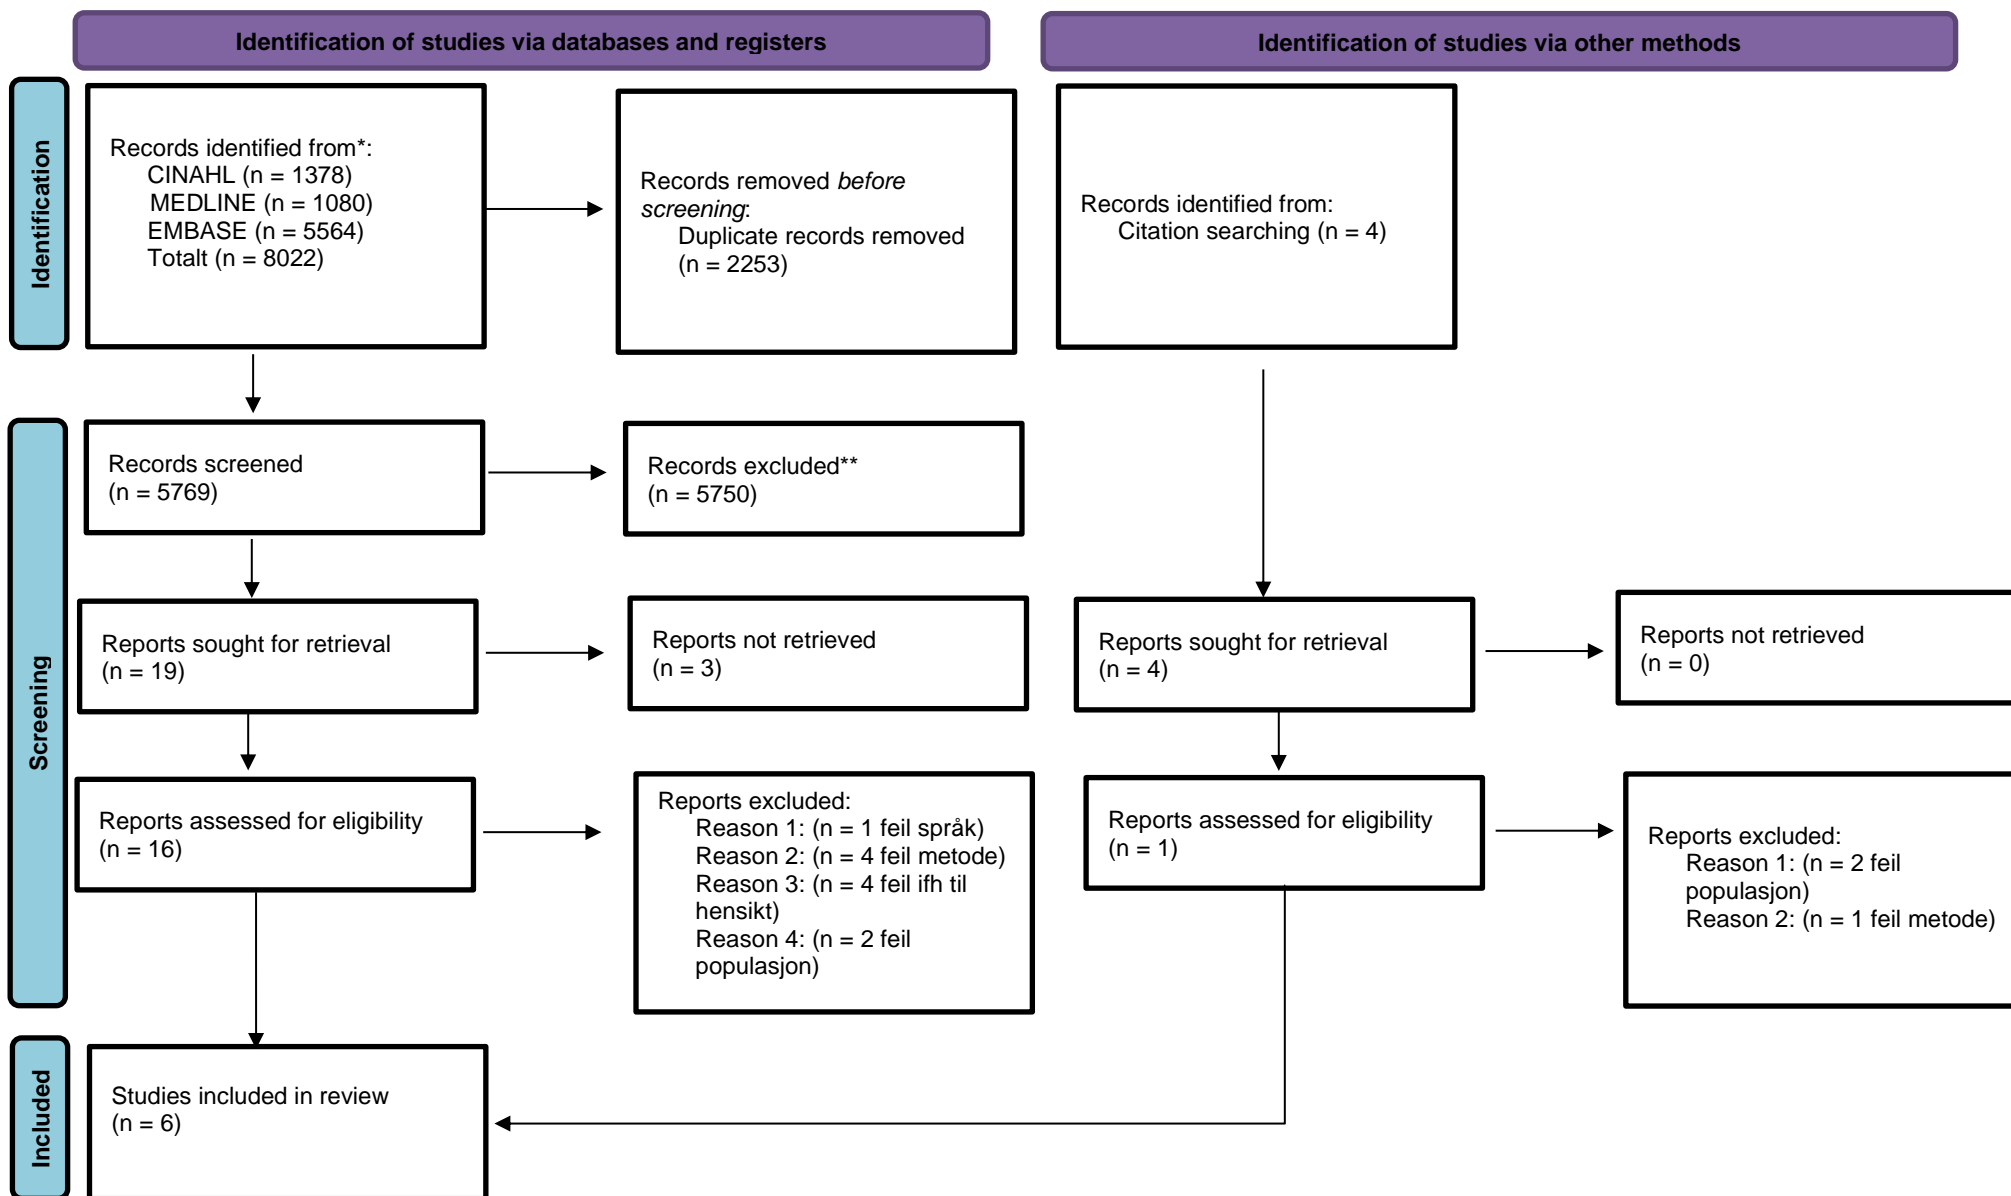 Identification of studies via databases and registers
Identification of studies via other methods
Identification
Records identified from*:
CINAHL (n = 1378)
MEDLINE (n = 1080)
EMBASE (n = 5564)
Totalt (n = 8022)
Records removed before
screening:
Duplicate records removed
(n = 2253)
Records identified from:
Citation searching (n = 4)
Screening
Records screened
(n = 5769)
Records excluded**
(n = 5750)
Reports sought for retrieval
(n = 19)
Reports not retrieved
(n = 3)
Reports sought for retrieval
(n = 4)
Reports not retrieved
(n = 0)
Reports assessed for eligibility
(n = 16)
Reports excluded:
Reason 1: (n = 1 feil språk)
Reason 2: (n = 4 feil metode)
Reason 3: (n = 4 feil ifh til
hensikt)
Reason 4: (n = 2 feil
populasjon)
Reports assessed for eligibility
(n = 1)
Reports excluded:
Reason 1: (n = 2 feil
populasjon)
Reason 2: (n = 1 feil metode)
Included
Studies included in review
(n = 6)